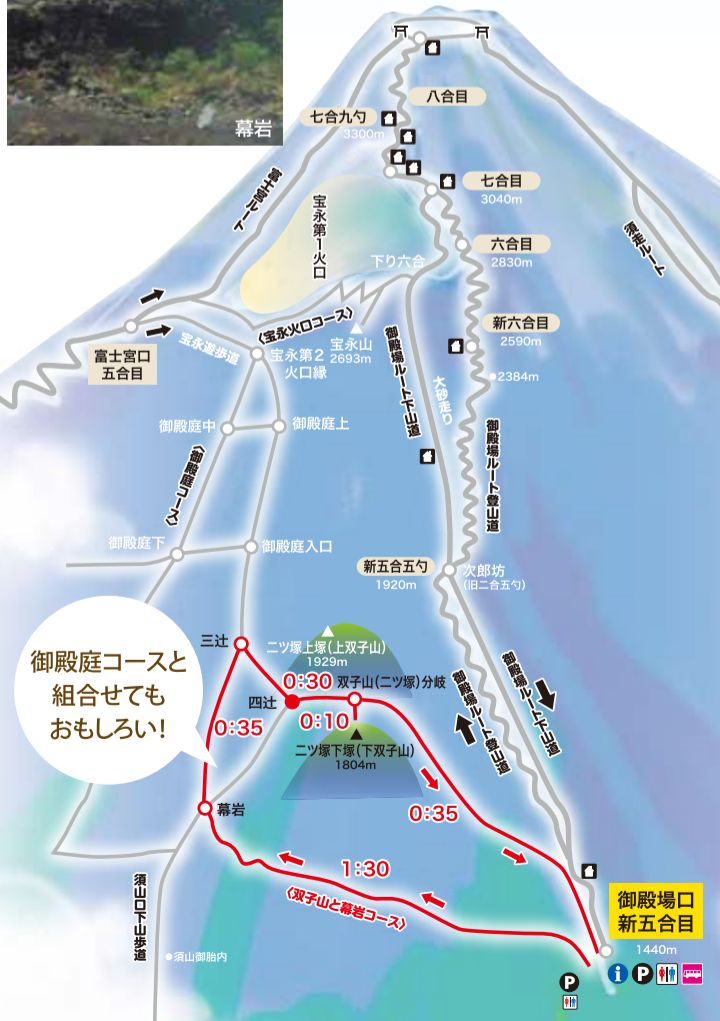 幕岩
八合目
七合九勺
3300m
七合目
3040m
富士宮ルート
宝永第1火口
須走ルート
六合目
2830m
下り六合
新六合目
2590m
〈宝永火口コース〉
宝永山
2693m
富士宮口
五合目
宝永遊歩道
宝永第2
火口縁
2384m
御殿場ルート下山道
大砂走り
御殿場ルート登山道
御殿庭中
御殿庭上
〈御殿庭コース〉
御殿庭下
御殿庭入口
新五合五勺
1920m
次郎坊
(旧二合五勺)
御殿庭コースと
組合せても
おもしろい!
三辻
二ツ塚上塚(上双子山)
1929m
0:30
双子山(二ツ塚)分岐
四辻
0:10
0:35
二ツ塚下塚(下双子山)
1804m
御殿場ルート登山道
御殿場ルート下山道
幕岩
0:35
1:30
〈双子山と幕岩コース〉
須山口下山歩道
須山御胎内
御殿場口
新五合目
1440m
i
P
P